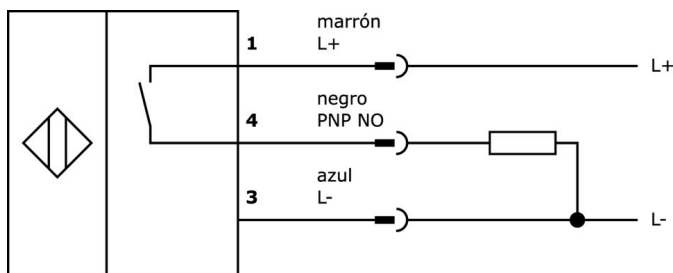 marrón
1 L+
L+
negro
4 PNP NO
azul
3 L-
L-